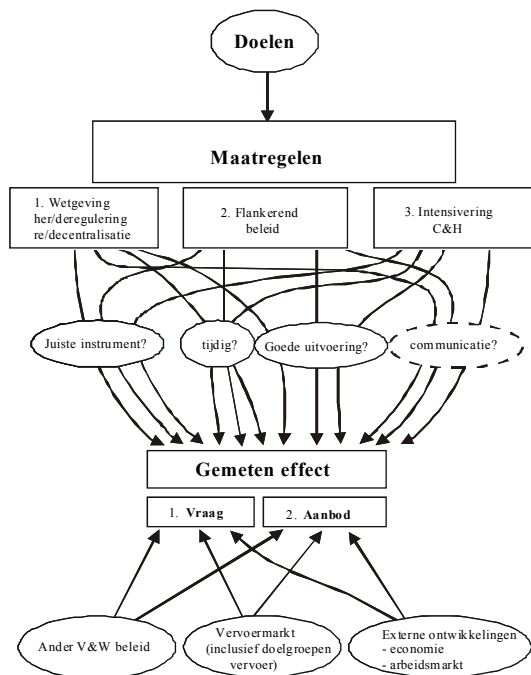 Doelen
Maatregelen
1. Wetgeving
her/deregulering
re/decentralisatie
2. Flankerend
beleid
3. Intensivering
C&H
Juiste instrument?
tijdig?
Goede uitvoering?
communicatie?
Gemeten effect
1. Vraag
2. Aanbod
Ander V&W beleid
Vervoermarkt
(inclusief doelgroepen
vervoer)
Externe ontwikkelingen
- economie
- arbeidsmarkt